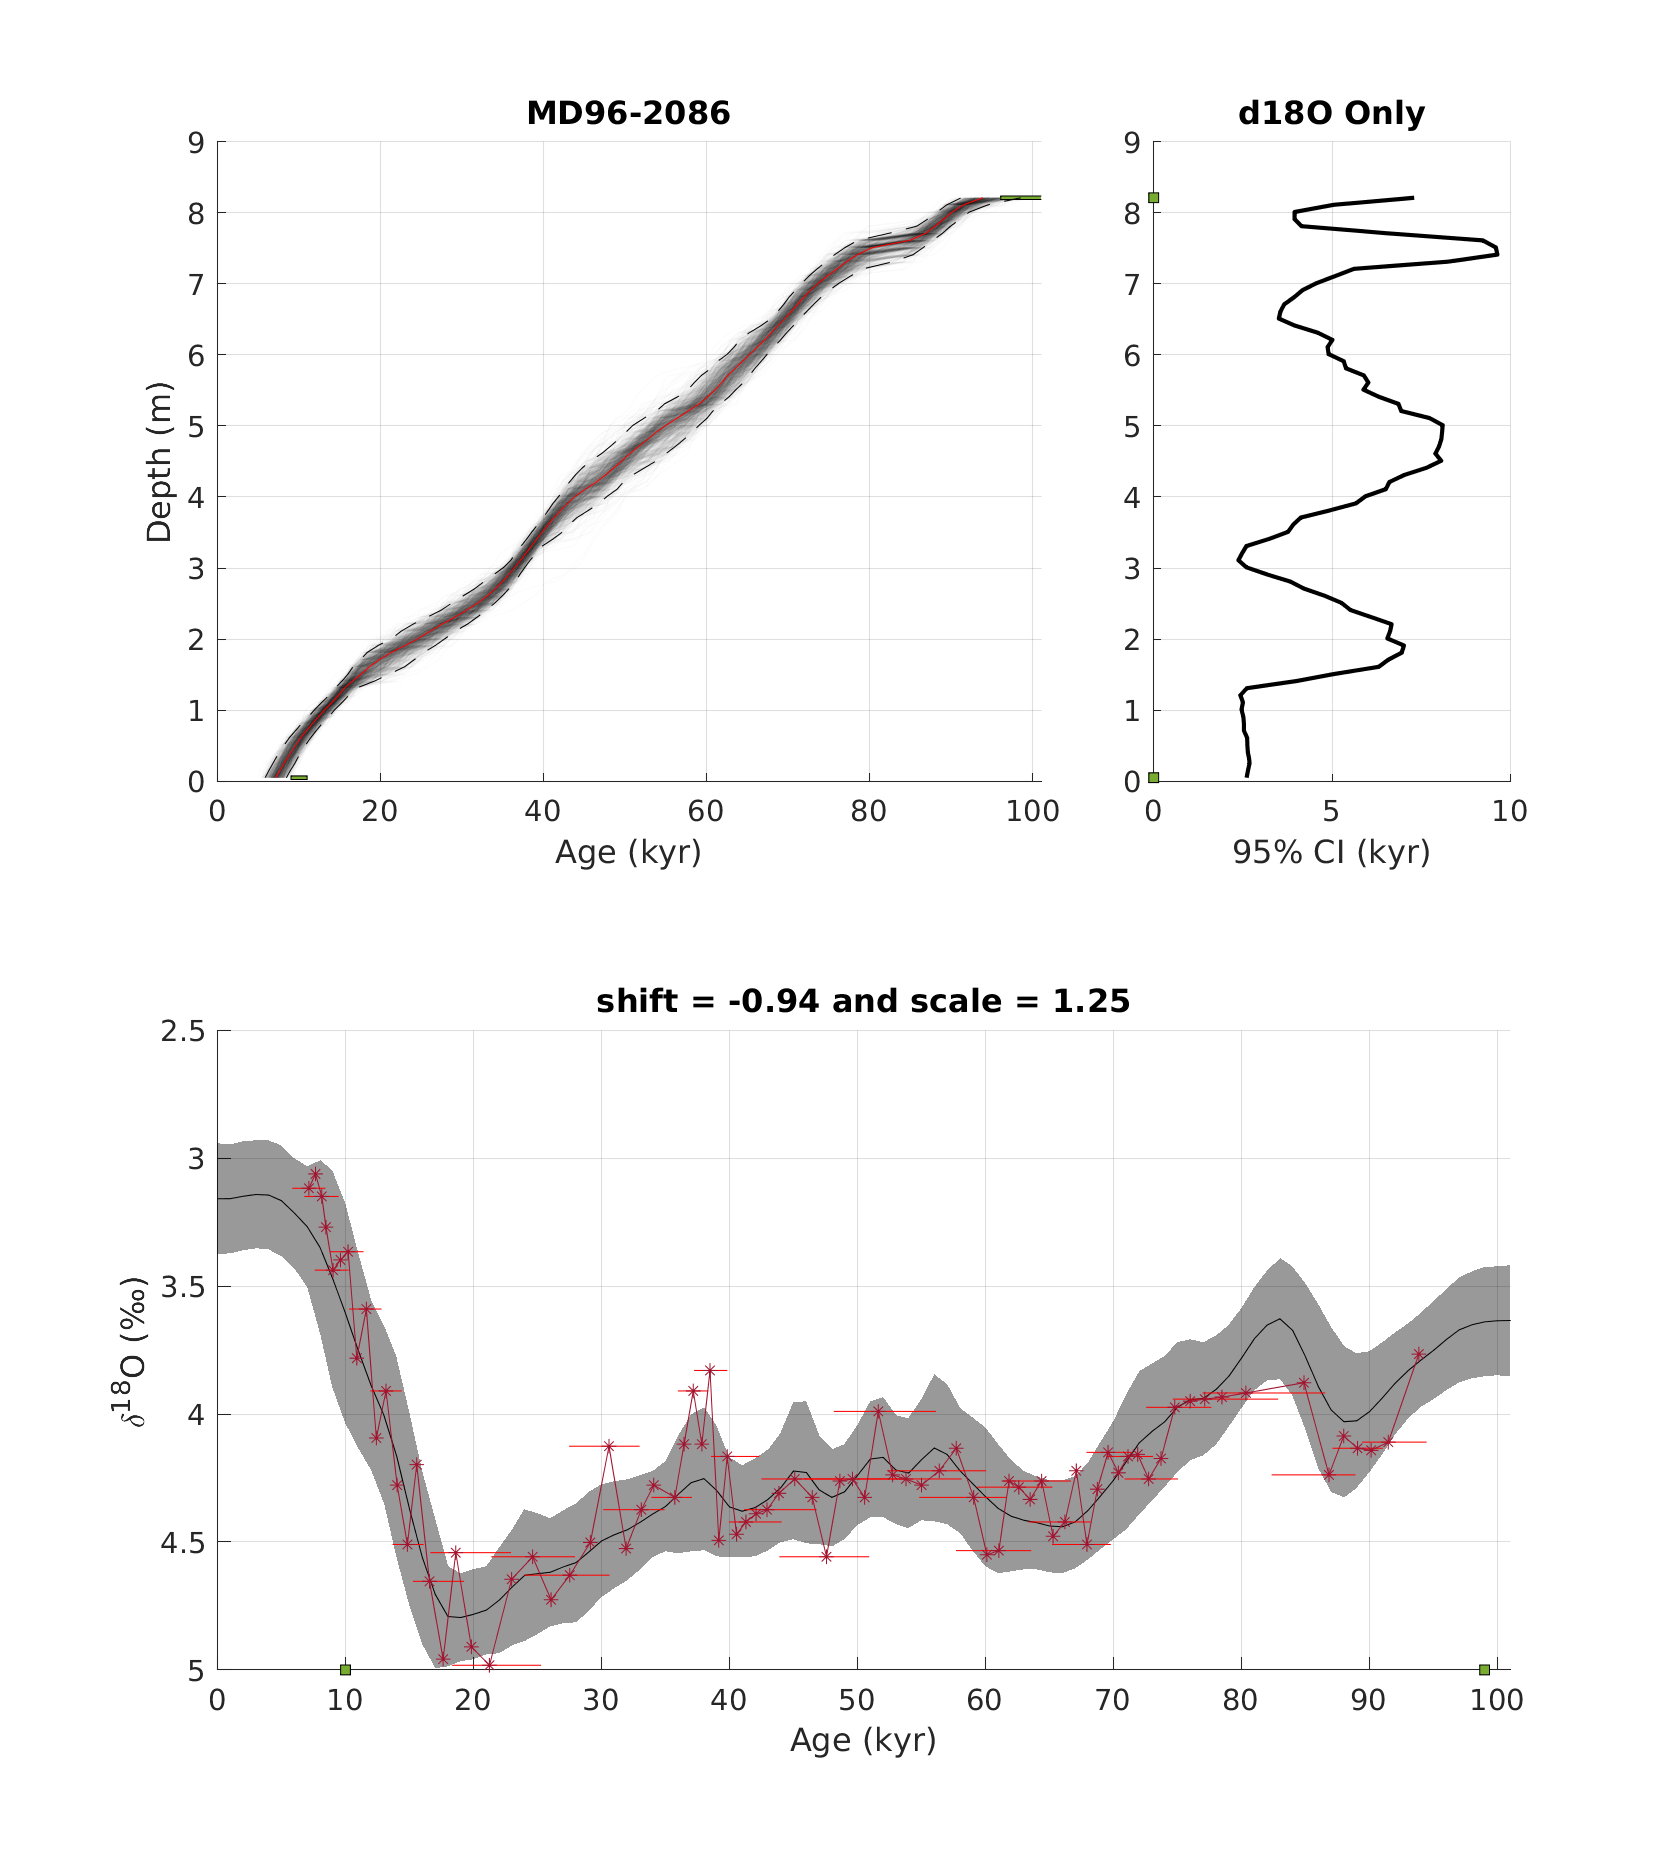 MD96-2086
d18O Only
9
8
7
6
5
4
3
2
1
0
Depth (m)
0 20 40 60 80 100
Age (kyr)
9
8
7
6
5
4
3
2
1
0
0 5 10
95% CI (kyr)
shift = -0.94 and scale = 1.25
2.5
3
3.5
4
4.5
5
δ¹⁸O (‰)
0 10 20 30 40 50 60 70 80 90 100
Age (kyr)